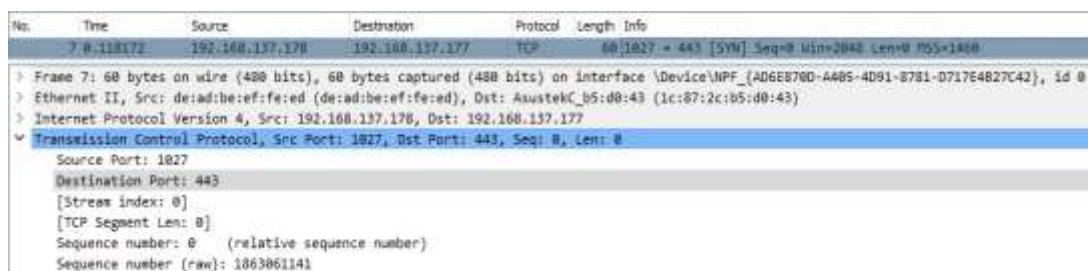 No. Time Source Destination Protocol Length Info
7 0.118172 192.168.137.178 192.168.137.177 TCP 60 1027 → 443 [SYN] Seq=0 Win=2048 Len=0 MSS=1460
Frame 7: 60 bytes on wire (480 bits), 60 bytes captured (480 bits) on interface \Device\NPF_{AD6E870D-A405-4D91-8781-D717E4B27C42}, id 0
Ethernet II, Src: de:ad:be:ef:fe:ed (de:ad:be:ef:fe:ed), Dst: AsustekC_b5:d0:43 (1c:87:2c:b5:d0:43)
Internet Protocol Version 4, Src: 192.168.137.178, Dst: 192.168.137.177
Transmission Control Protocol, Src Port: 1027, Dst Port: 443, Seq: 0, Len: 0
Source Port: 1027
Destination Port: 443
[Stream index: 0]
[TCP Segment Len: 0]
Sequence number: 0 (relative sequence number)
Sequence number (raw): 1863061141